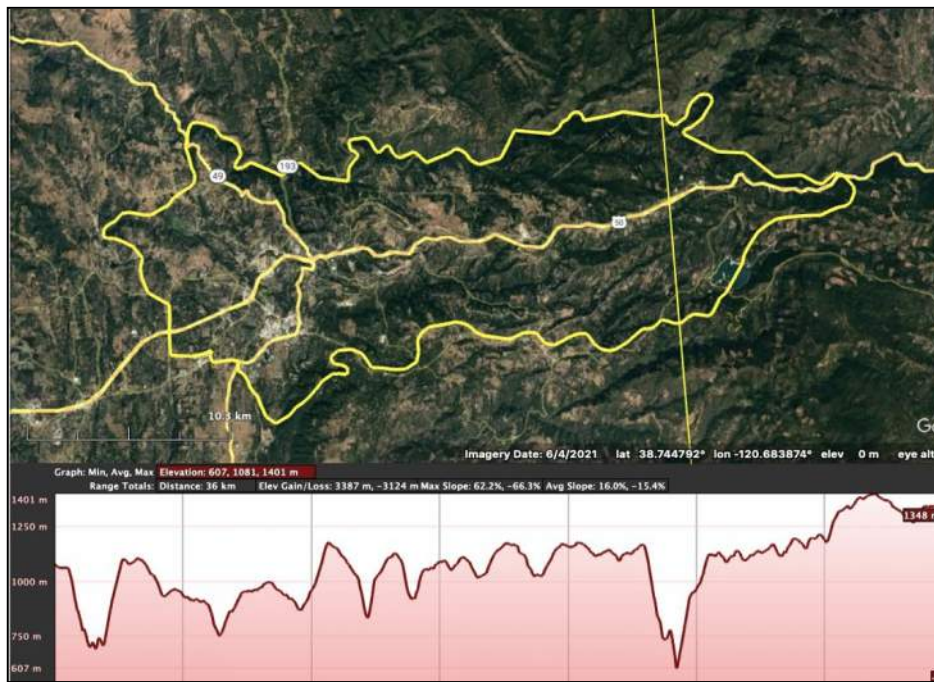 193
49
50
10.3 km
Imagery Date: 6/4/2021 lat 38.744792° lon -120.683874° elev 0 m eye alt
Graph: Min, Avg, Max Elevation: 607, 1081, 1401 m
Range Totals: Distance: 36 km Elev Gain/Loss: 3387 m, -3124 m Max Slope: 62.2%, -66.3% Avg Slope: 16.0%, -15.4%
1401 m
1348 m
1250 m
1000 m
750 m
607 m